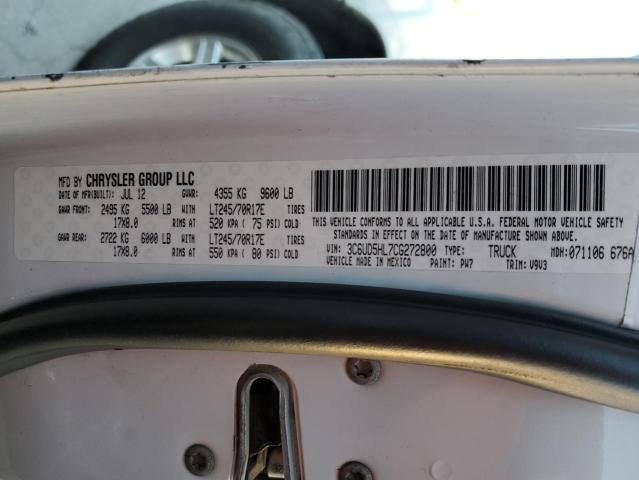 MFD BY CHRYSLER GROUP LLC
DATE OF MFR(BUILT): JUL 12 GVWR: 4355 KG 9600 LB
GAWR FRONT: 2495 KG 5500 LB WITH LT245/70R17E TIRES
17X8.0 RIMS AT 520 KPA ( 75 PSI) COLD
GAWR REAR: 2722 KG 6000 LB WITH LT245/70R17E TIRES
17X8.0 RIMS AT 550 KPA ( 80 PSI) COLD
THIS VEHICLE CONFORMS TO ALL APPLICABLE U.S.A. FEDERAL MOTOR VEHICLE SAFETY
STANDARDS IN EFFECT ON THE DATE OF MANUFACTURE SHOWN ABOVE.
VIN: 3C6UD5HL7CG272800 TYPE: TRUCK MDH: 071106 676A
VEHICLE MADE IN MEXICO PAINT: PW7 TRIM: V9V3